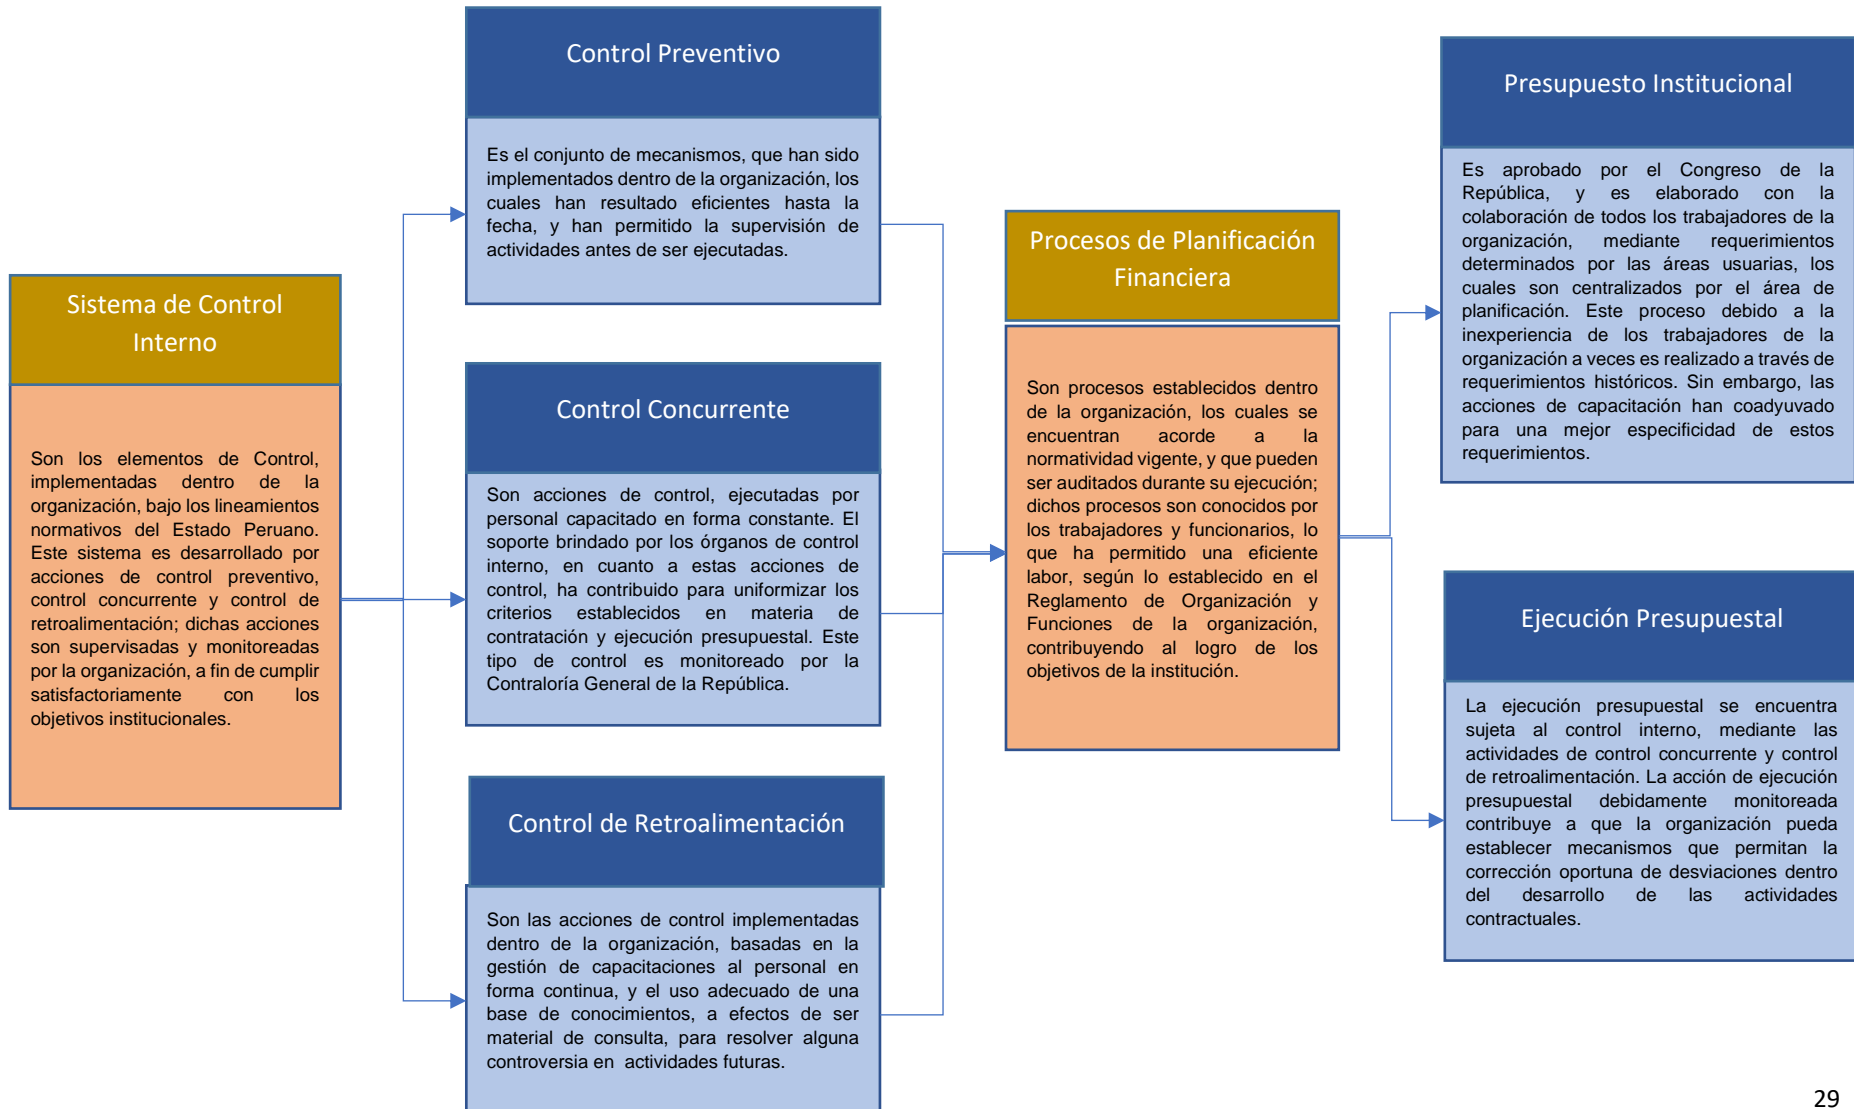 Sistema de Control
Interno
Son los elementos de Control,
implementadas dentro de la
organización, bajo los lineamientos
normativos del Estado Peruano.
Este sistema es desarrollado por
acciones de control preventivo,
control concurrente y control de
retroalimentación; dichas acciones
son supervisadas y monitoreadas
por la organización, a fin de cumplir
satisfactoriamente con los
objetivos institucionales.
Control Preventivo
Es el conjunto de mecanismos, que han sido
implementados dentro de la organización, los
cuales han resultado eficientes hasta la
fecha, y han permitido la supervisión de
actividades antes de ser ejecutadas.
Control Concurrente
Son acciones de control, ejecutadas por
personal capacitado en forma constante. El
soporte brindado por los órganos de control
interno, en cuanto a estas acciones de
control, ha contribuido para uniformizar los
criterios establecidos en materia de
contratación y ejecución presupuestal. Este
tipo de control es monitoreado por la
Contraloría General de la República.
Control de Retroalimentación
Son las acciones de control implementadas
dentro de la organización, basadas en la
gestión de capacitaciones al personal en
forma continua, y el uso adecuado de una
base de conocimientos, a efectos de ser
material de consulta, para resolver alguna
controversia en actividades futuras.
Procesos de Planificación
Financiera
Son procesos establecidos dentro
de la organización, los cuales se
encuentran acorde a la
normatividad vigente, y que pueden
ser auditados durante su ejecución;
dichos procesos son conocidos por
los trabajadores y funcionarios, lo
que ha permitido una eficiente
labor, según lo establecido en el
Reglamento de Organización y
Funciones de la organización,
contribuyendo al logro de los
objetivos de la institución.
Presupuesto Institucional
Es aprobado por el Congreso de la
República, y es elaborado con la
colaboración de todos los trabajadores de la
organización, mediante requerimientos
determinados por las áreas usuarias, los
cuales son centralizados por el área de
planificación. Este proceso debido a la
inexperiencia de los trabajadores de la
organización a veces es realizado a través de
requerimientos históricos. Sin embargo, las
acciones de capacitación han coadyuvado
para una mejor especificidad de estos
requerimientos.
Ejecución Presupuestal
La ejecución presupuestal se encuentra
sujeta al control interno, mediante las
actividades de control concurrente y control
de retroalimentación. La acción de ejecución
presupuestal debidamente monitoreada
contribuye a que la organización pueda
establecer mecanismos que permitan la
corrección oportuna de desviaciones dentro
del desarrollo de las actividades
contractuales.
29